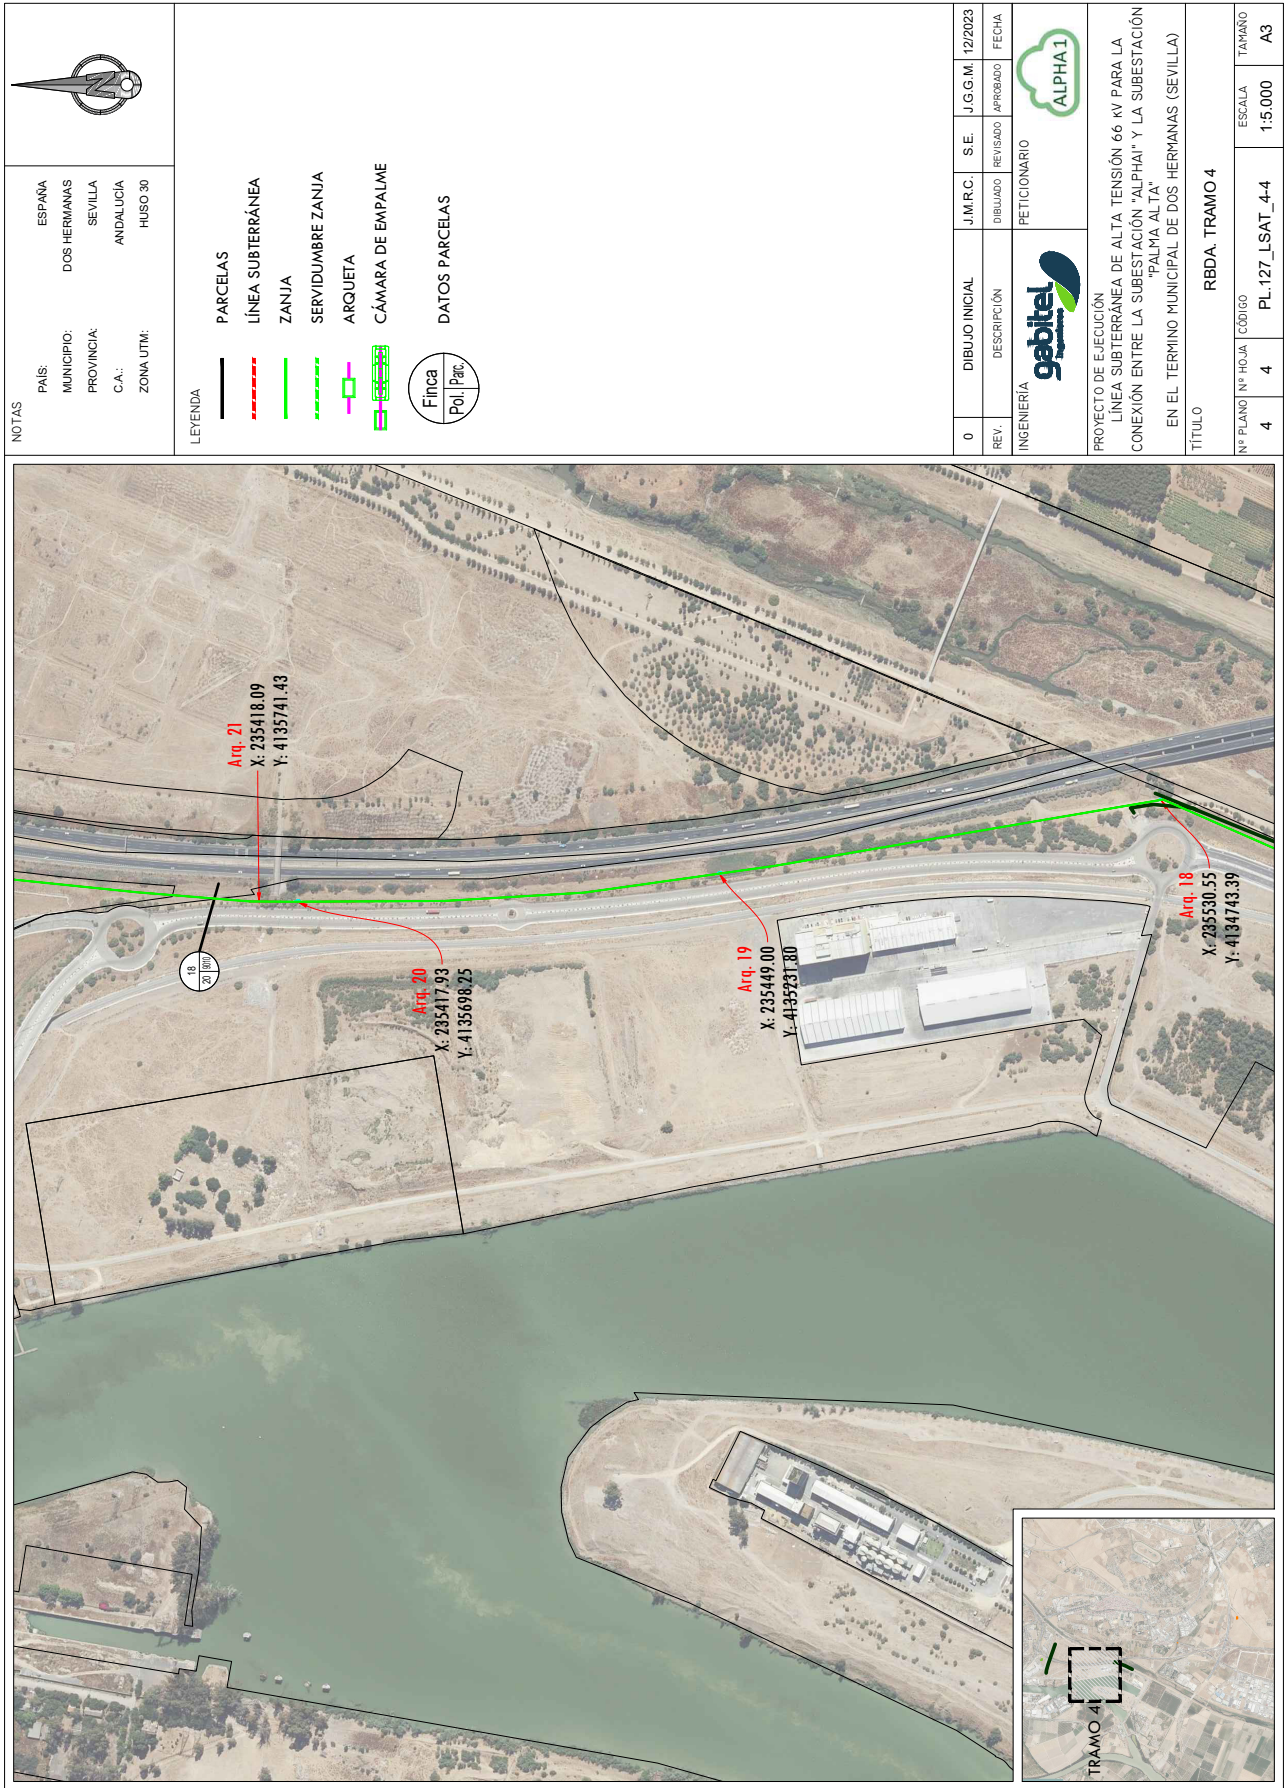 NOTAS
PAÍS: ESPAÑA
MUNICIPIO: DOS HERMANAS
PROVINCIA: SEVILLA
C.A.: ANDALUCÍA
ZONA UTM: HUSO 30
N
LEYENDA
PARCELAS
LÍNEA SUBTERRÁNEA
ZANJA
SERVIDUMBRE ZANJA
ARQUETA
CÁMARA DE EMPALME
Finca
Pol. Parc.
DATOS PARCELAS
0 DIBUJO INICIAL J.M.R.C. S.E. J.G.G.M. 12/2023
REV. DESCRIPCIÓN DIBUJADO REVISADO APROBADO FECHA
INGENIERÍA
gabitel
Ingenieros
PETICIONARIO
ALPHA 1
PROYECTO DE EJECUCIÓN
LÍNEA SUBTERRÁNEA DE ALTA TENSIÓN 66 kV PARA LA
CONEXIÓN ENTRE LA SUBESTACIÓN "ALPHAI" Y LA SUBESTACIÓN
"PALMA ALTA"
EN EL TERMINO MUNICIPAL DE DOS HERMANAS (SEVILLA)
TÍTULO
RBDA. TRAMO 4
Nº PLANO
4
Nº HOJA
4
CÓDIGO
PL.127_LSAT_4-4
ESCALA
1:5.000
TAMAÑO
A3
Arq. 21
X: 235418.09
Y: 4135741.43
18
20 9010
Arq. 20
X: 235417.93
Y: 4135698.25
Arq. 19
X: 235449.00
Y: 4135231.80
Arq. 18
X: 235530.55
Y: 4134743.39
TRAMO 4